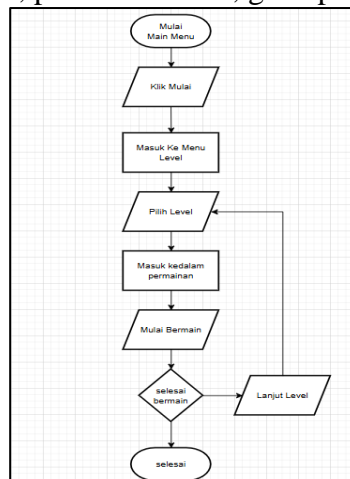 Mulai
Main Menu
Klik Mulai
Masuk Ke Menu
Level
Pilih Level
Masuk kedalam
permainan
Mulai Bermain
selesai
bermain
Lanjut Level
selesai